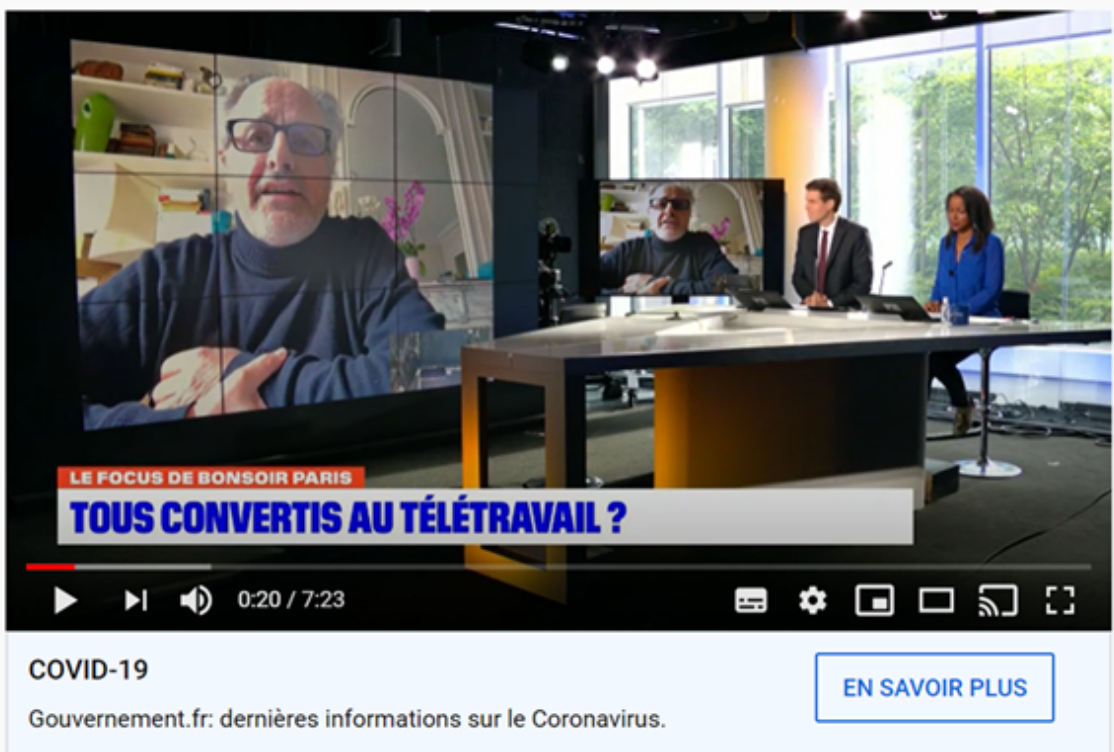 LE FOCUS DE BONSOIR PARIS
TOUS CONVERTIS AU TÉLÉTRAVAIL ?
0:20 / 7:23
COVID-19
EN SAVOIR PLUS
Gouvernement.fr: dernières informations sur le Coronavirus.